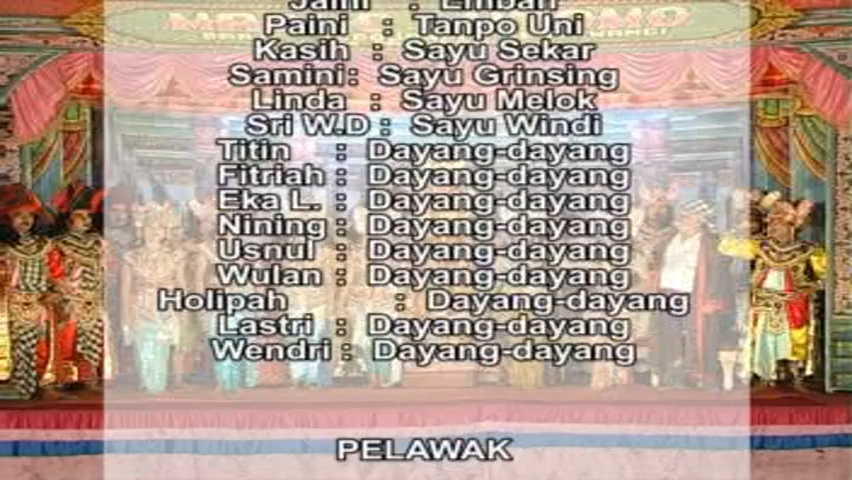 Paini : Tanpo Uni
Kasih : Sayu Sekar
Samini : Sayu Grinsing
Linda : Sayu Melok
Sri W.D : Sayu Windi
Titin : Dayang-dayang
Fitriah : Dayang-dayang
Eka L. : Dayang-dayang
Nining : Dayang-dayang
Usnul : Dayang-dayang
Wulan : Dayang-dayang
Holipah : Dayang-dayang
Lastri : Dayang-dayang
Wendri : Dayang-dayang
PELAWAK